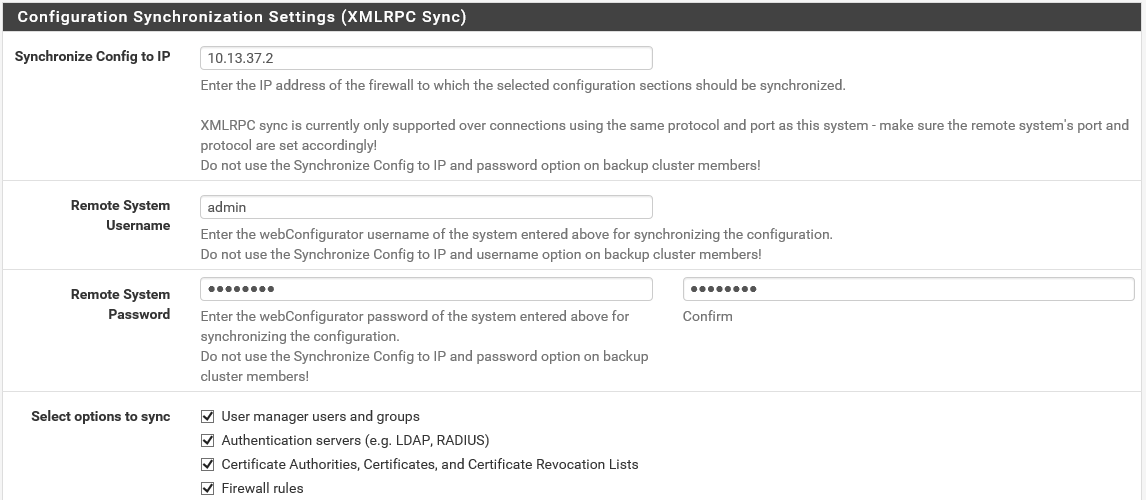 Configuration Synchronization Settings (XMLRPC Sync)
Synchronize Config to IP
10.13.37.2
Enter the IP address of the firewall to which the selected configuration sections should be synchronized.
XMLRPC sync is currently only supported over connections using the same protocol and port as this system - make sure the remote system's port and
protocol are set accordingly!
Do not use the Synchronize Config to IP and password option on backup cluster members!
Remote System
Username
admin
Enter the webConfigurator username of the system entered above for synchronizing the configuration.
Do not use the Synchronize Config to IP and username option on backup cluster members!
Remote System
Password
●●●●●●●●
●●●●●●●●
Enter the webConfigurator password of the system entered above for
synchronizing the configuration.
Do not use the Synchronize Config to IP and password option on backup
cluster members!
Confirm
Select options to sync
User manager users and groups
Authentication servers (e.g. LDAP, RADIUS)
Certificate Authorities, Certificates, and Certificate Revocation Lists
Firewall rules